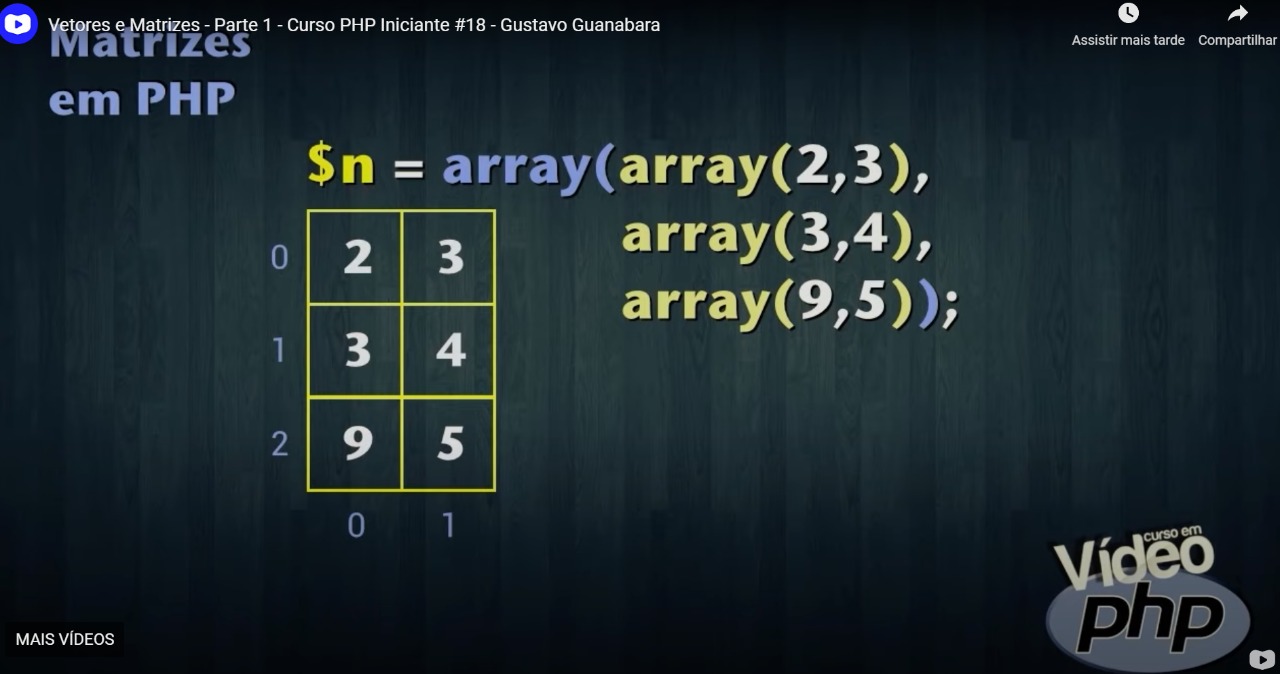 Vetores e Matrizes - Parte 1 - Curso PHP Iniciante #18 - Gustavo Guanabara
Assistir mais tarde
Compartilhar
Matrizes
em PHP
$n = array(array(2,3),
array(3,4),
array(9,5));
0 2 3
1 3 4
2 9 5
0 1
curso em
Vídeo
php
MAIS VÍDEOS